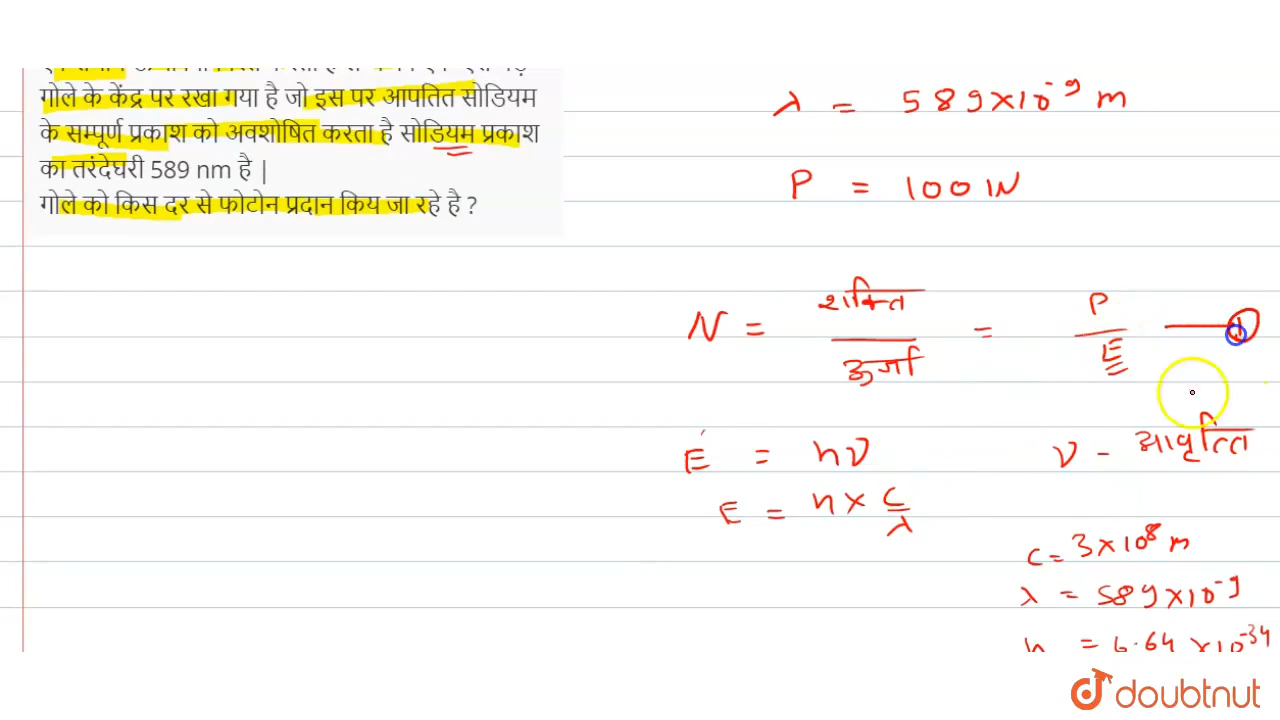 गोले के केंद्र पर रखा गया है जो इस पर आपतित सोडियम
के सम्पूर्ण प्रकाश को अवशोषित करता है सोडियम प्रकाश
का तरंदेघरी 589 nm है |
गोले को किस दर से फोटोन प्रदान किय जा रहे है ?
λ = 589×10⁻⁹ m
P = 100 W
N = शक्ति / ऊर्जा = P / E ①
E = hν
ν - आवृत्ति
E = h × c/λ
c = 3×10⁸ m
λ = 589×10⁻⁹
h = 6.64 ×10⁻³⁴
doubtnut